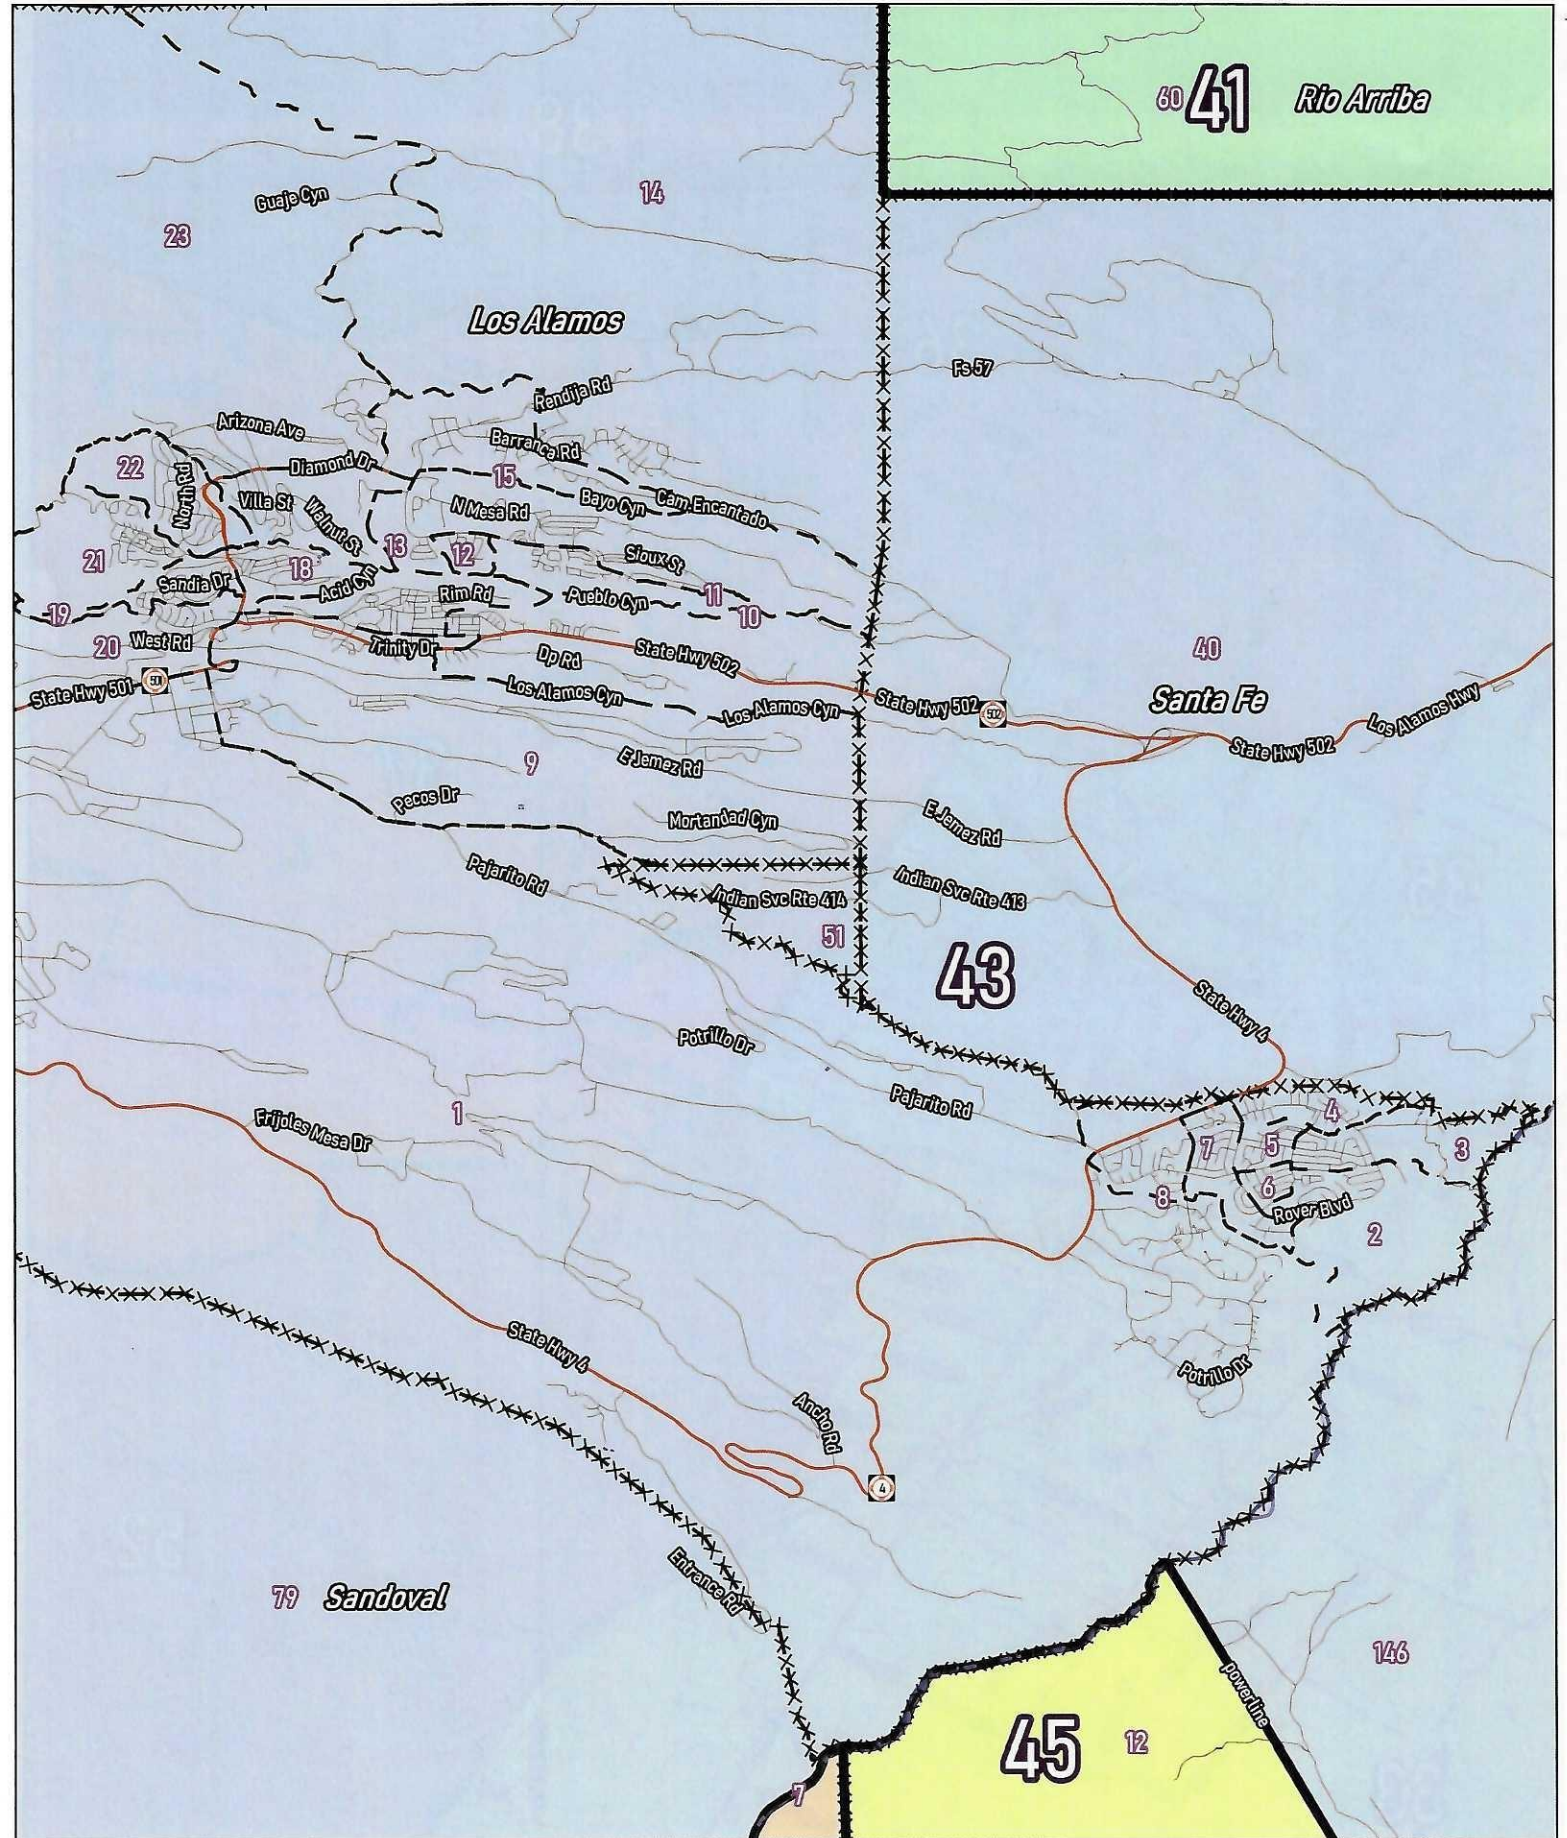 60 41 Rio Arriba
14
Guaje Cyn
23
Los Alamos
Fs 57
Rendija Rd
Arizona Ave
Barranca Rd
22
Diamond Dr
15
North Rd
Villa St
Walnut St
N Mesa Rd
Bayo Cyn
Cam Encantado
21
18
13
12
Sioux St
Sandia Dr
Acid Cyn
Rim Rd
Pueblo Cyn
11
10
19
20
West Rd
Trinity Dr
Dp Rd
State Hwy 502
40
State Hwy 501
501
Los Alamos Cyn
Los Alamos Cyn
State Hwy 502
502
Santa Fe
State Hwy 502
Los Alamos Hwy
9
E Jemez Rd
Pecos Dr
Mortandad Cyn
E Jemez Rd
Pajarito Rd
Indian Svc Rte 414
Indian Svc Rte 413
51
43
State Hwy 4
Potrillo Dr
Pajarito Rd
1
Frijoles Mesa Dr
4
7
5
3
8
6
Rover Blvd
2
State Hwy 4
Potrillo Dr
Ancho Rd
4
Entrance Rd
79 Sandoval
146
powerline
45
12
7